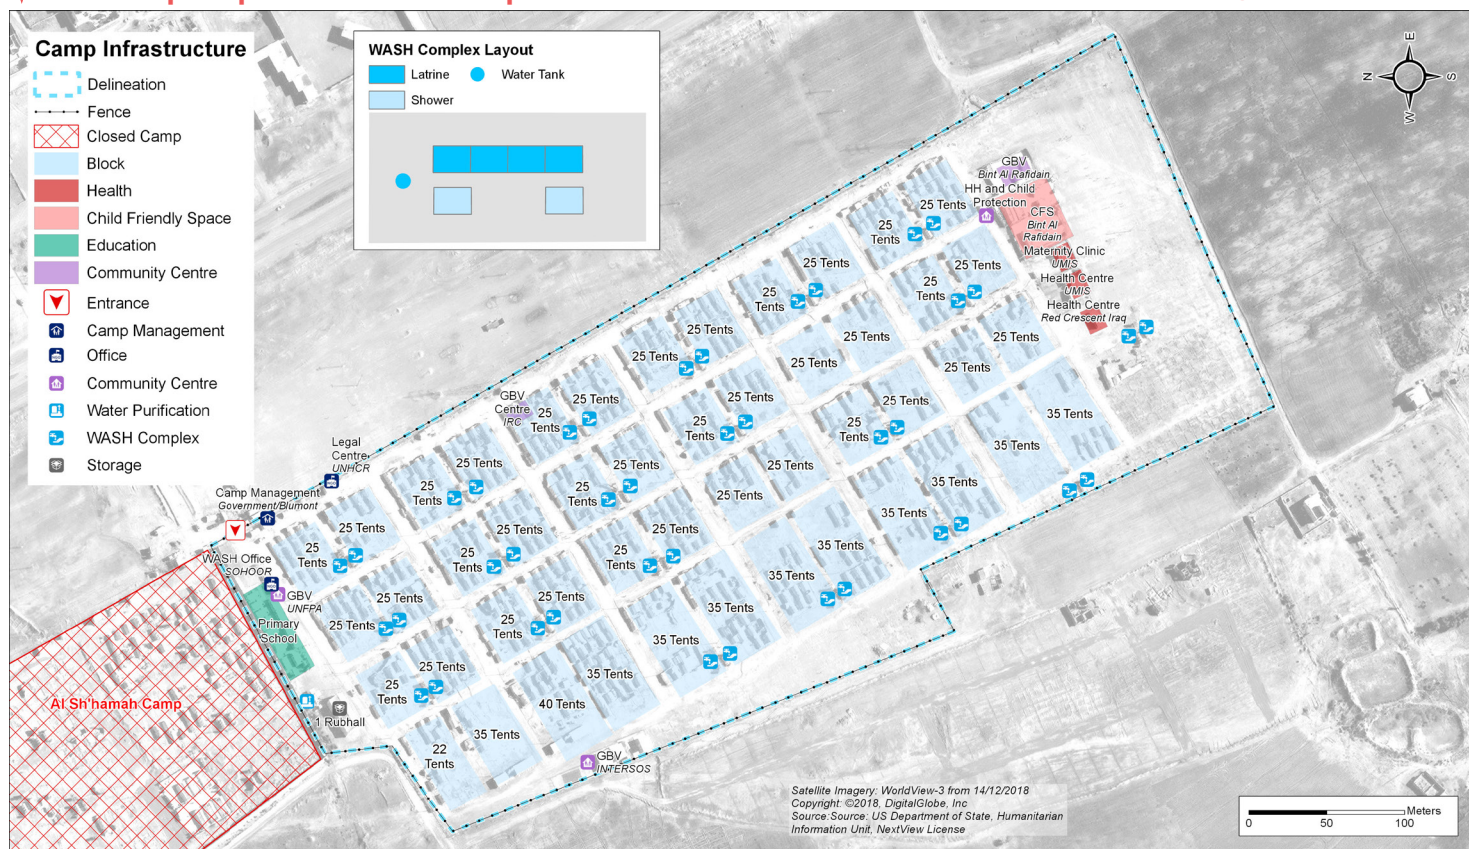 Camp Infrastructure
Delineation
Fence
Closed Camp
Block
Health
Child Friendly Space
Education
Community Centre
Entrance
Camp Management
Office
Community Centre
Water Purification
WASH Complex
Storage
WASH Complex Layout
Latrine
Water Tank
Shower
E
N
S
W
GBV
Bint Al Rafidain
HH and Child
Protection
25 Tents
CFS
Bint Al
Rafidain
25
Tents
Maternity Clinic
UMIS
25 Tents
25 Tents
Health Centre
UMIS
25
Tents
25
Tents
Health Centre
Red Crescent Iraq
25 Tents
25 Tents
25 Tents
25 Tents
25 Tents
25 Tents
GBV
Centre
IRC
25 Tents
25
Tents
25 Tents
25 Tents
35 Tents
25
Tents
25
Tents
35 Tents
Legal
Centre
UNHCR
25 Tents
25 Tents
25 Tents
35 Tents
25
Tents
25
Tents
25 Tents
35 Tents
Camp Management
Government/Blumont
25 Tents
25 Tents
25 Tents
35 Tents
25
Tents
25
Tents
25
Tents
35 Tents
WASH Office
SOHOOR
GBV
UNFPA
25 Tents
25 Tents
35 Tents
Primary
School
25 Tents
25
Tents
35 Tents
25 Tents
35 Tents
25
Tents
40 Tents
Al Sh'hamah Camp
1 Rubhall
35 Tents
22
Tents
GBV
INTERSOS
Satellite Imagery: WorldView-3 from 14/12/2018
Copyright: ©2018, DigitalGlobe, Inc
Source:Source: US Department of State, Humanitarian
Information Unit, NextView License
Meters
0 50 100